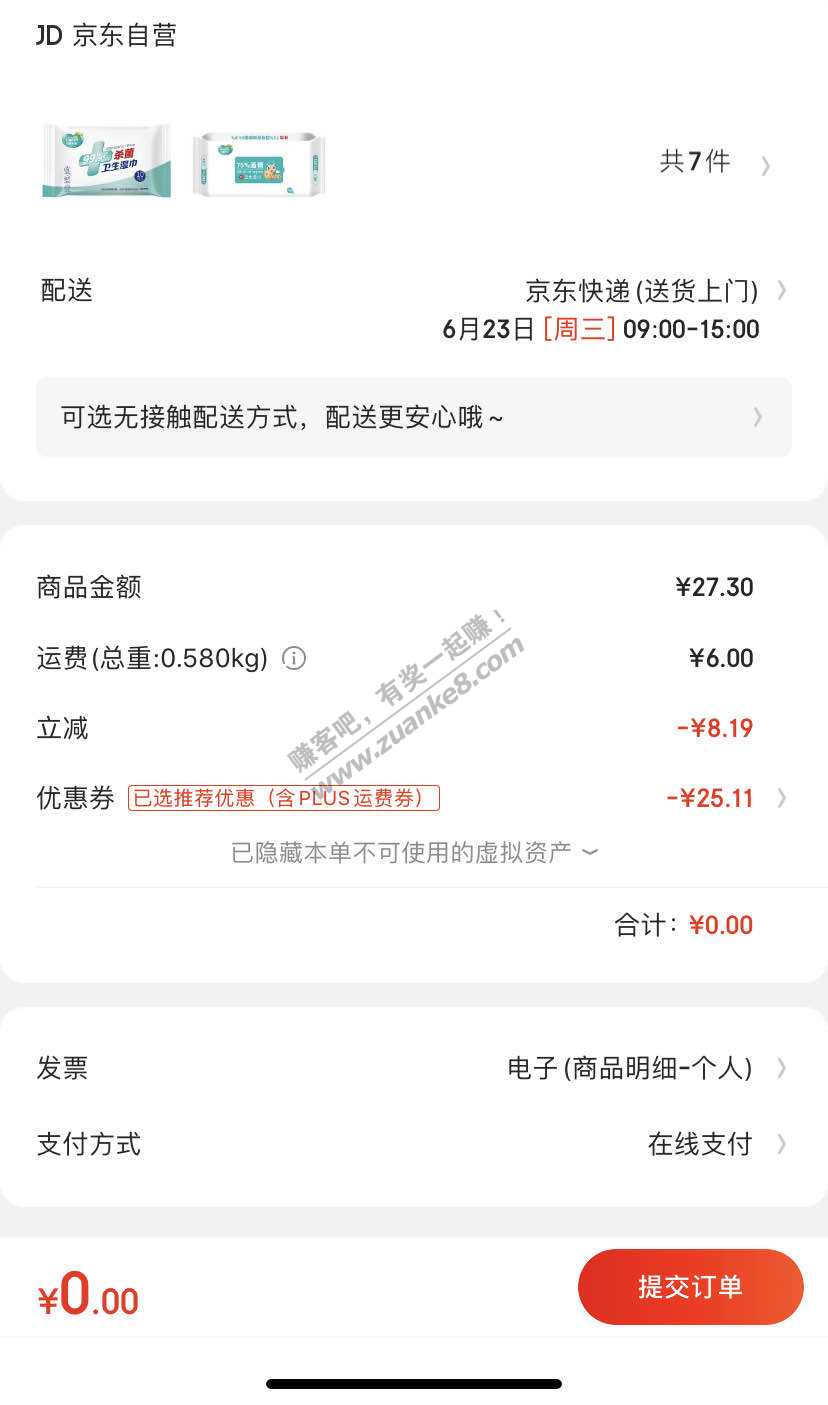 JD 京东自营
99.9%
杀菌
卫生湿巾
10
75%酒精
共7件
配送
京东快递(送货上门)
6月23日 [周三] 09:00-15:00
可选无接触配送方式，配送更安心哦~
商品金额
¥27.30
运费(总重:0.580kg)
¥6.00
立减
-¥8.19
优惠券 已选推荐优惠（含PLUS运费券）
-¥25.11
已隐藏本单不可使用的虚拟资产
合计：¥0.00
赚客吧，有奖一起赚！
www.zuanke8.com
发票
电子(商品明细-个人)
支付方式
在线支付
¥0.00
提交订单